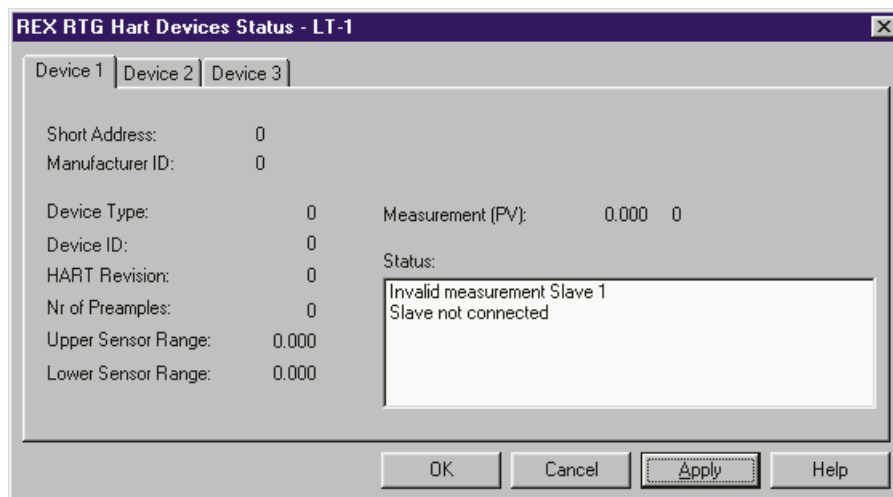 REX RTG Hart Devices Status - LT-1
Device 1 Device 2 Device 3
Short Address: 0
Manufacturer ID: 0
Device Type: 0
Device ID: 0
HART Revision: 0
Nr of Preamples: 0
Upper Sensor Range: 0.000
Lower Sensor Range: 0.000
Measurement (PV): 0.000 0
Status:
Invalid measurement Slave 1
Slave not connected
OK Cancel Apply Help